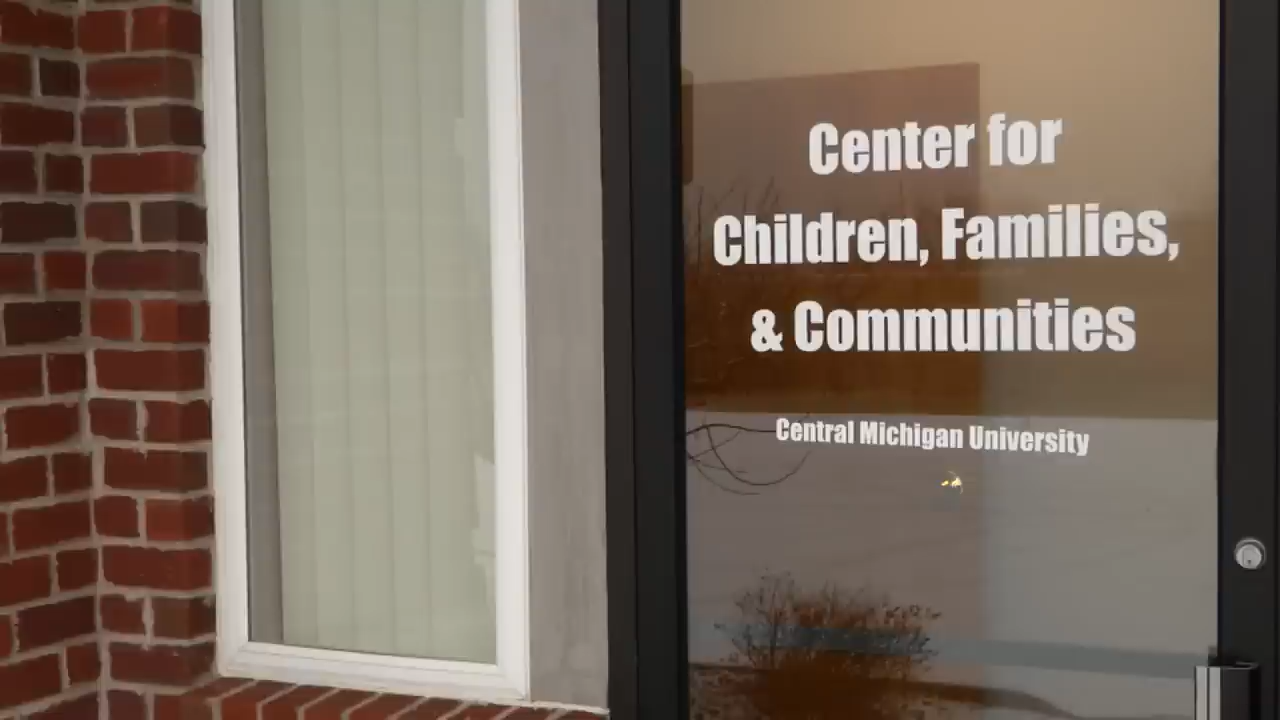 Center for
Children, Families,
& Communities
Central Michigan University